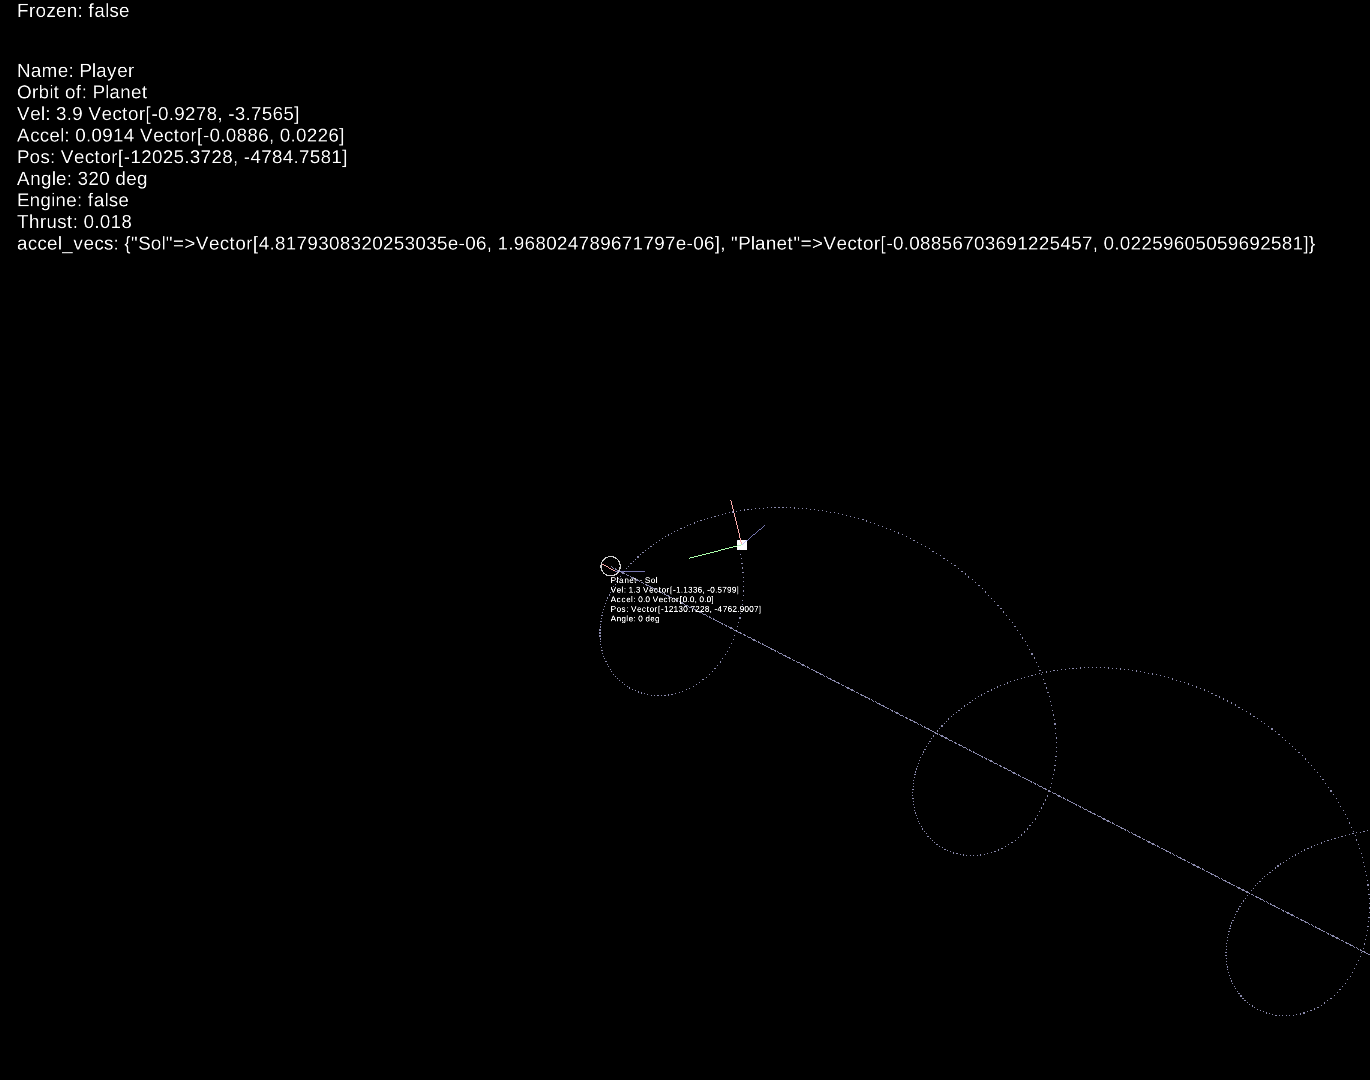 Frozen: false
Name: Player
Orbit of: Planet
Vel: 3.9 Vector[-0.9278, -3.7565]
Accel: 0.0914 Vector[-0.0886, 0.0226]
Pos: Vector[-12025.3728, -4784.7581]
Angle: 320 deg
Engine: false
Thrust: 0.018
accel_vecs: {"Sol"=>Vector[4.8179308320253035e-06, 1.968024789671797e-06], "Planet"=>Vector[-0.08856703691225457, 0.02259605059692581]}
Planet - Sol
Vel: 1.3 Vector[-1.1336, -0.5799]
Accel: 0.0 Vector[0.0, 0.0]
Pos: Vector[-12130.7228, -4762.9007]
Angle: 0 deg